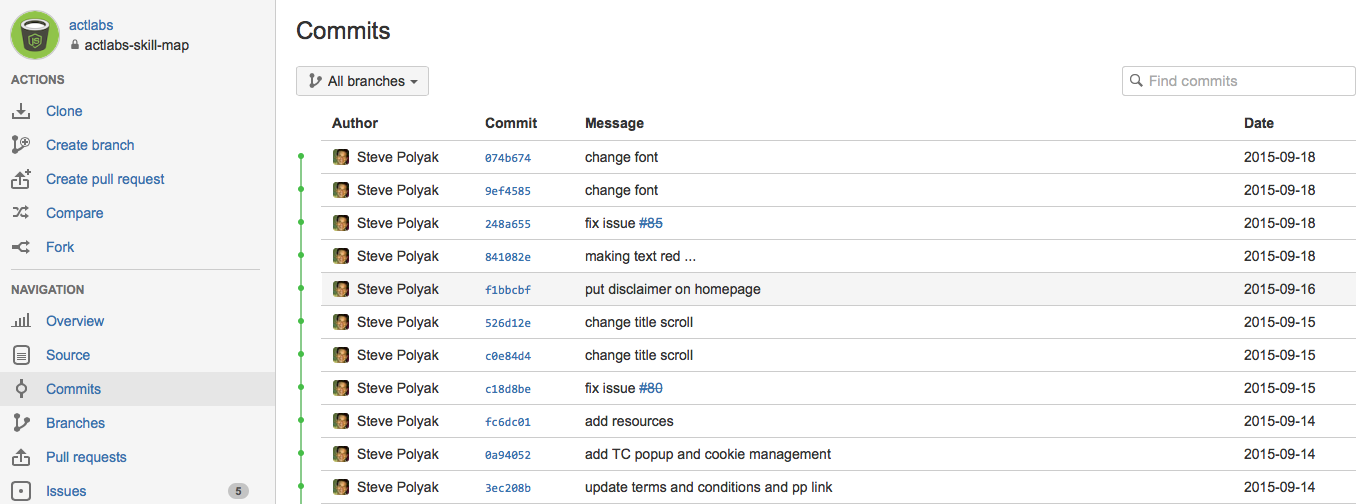 actlabs
actlabs-skill-map
ACTIONS
Clone
Create branch
Create pull request
Compare
Fork
NAVIGATION
Overview
Source
Commits
Branches
Pull requests
Issues 5
Commits
All branches
Find commits
Author Commit Message Date
Steve Polyak 074b674 change font 2015-09-18
Steve Polyak 9ef4585 change font 2015-09-18
Steve Polyak 248a655 fix issue #85 2015-09-18
Steve Polyak 841082e making text red ... 2015-09-18
Steve Polyak f1bbcbf put disclaimer on homepage 2015-09-16
Steve Polyak 526d12e change title scroll 2015-09-15
Steve Polyak c0e84d4 change title scroll 2015-09-15
Steve Polyak c18d8be fix issue #80 2015-09-15
Steve Polyak fc6dc01 add resources 2015-09-14
Steve Polyak 0a94052 add TC popup and cookie management 2015-09-14
Steve Polyak 3ec208b update terms and conditions and pp link 2015-09-14